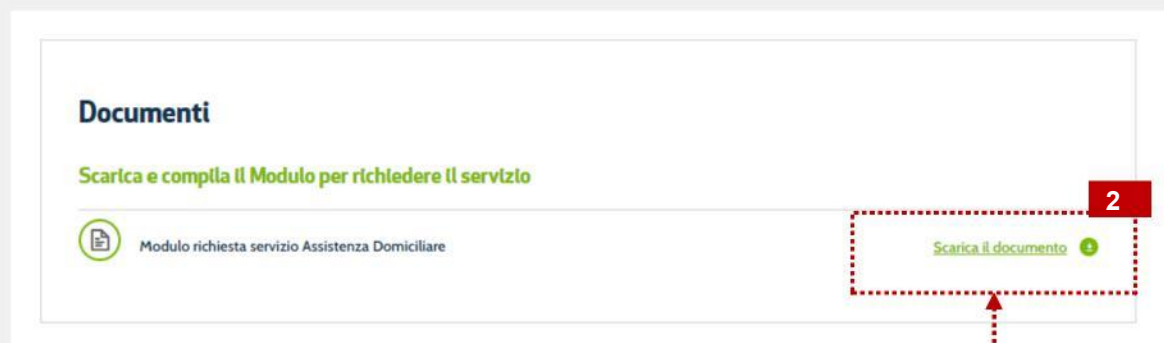 Documenti
Scarica e compila il Modulo per richiedere il servizio
2
Modulo richiesta servizio Assistenza Domiciliare
Scarica il documento